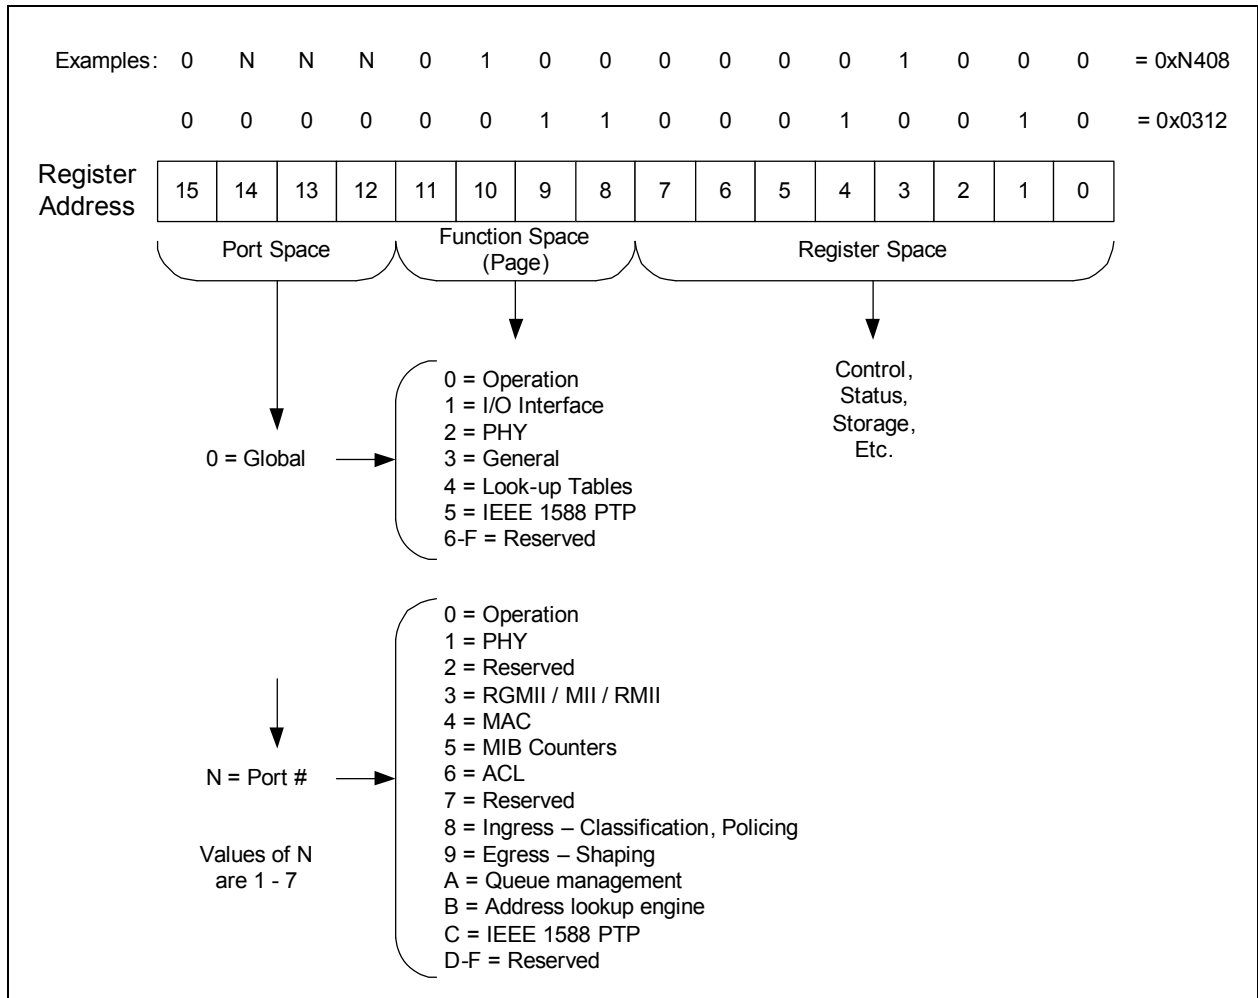 Examples: 0 N N N 0 1 0 0 0 0 0 0 1 0 0 0 = 0xN408
0 0 0 0 0 0 1 1 0 0 0 1 0 0 1 0 = 0x0312
Register
Address
15 14 13 12 11 10 9 8 7 6 5 4 3 2 1 0
Port Space
Function Space
(Page)
Register Space
0 = Global
0 = Operation
1 = I/O Interface
2 = PHY
3 = General
4 = Look-up Tables
5 = IEEE 1588 PTP
6-F = Reserved
Control,
Status,
Storage,
Etc.
N = Port #
Values of N
are 1 - 7
0 = Operation
1 = PHY
2 = Reserved
3 = RGMII / MII / RMII
4 = MAC
5 = MIB Counters
6 = ACL
7 = Reserved
8 = Ingress – Classification, Policing
9 = Egress – Shaping
A = Queue management
B = Address lookup engine
C = IEEE 1588 PTP
D-F = Reserved